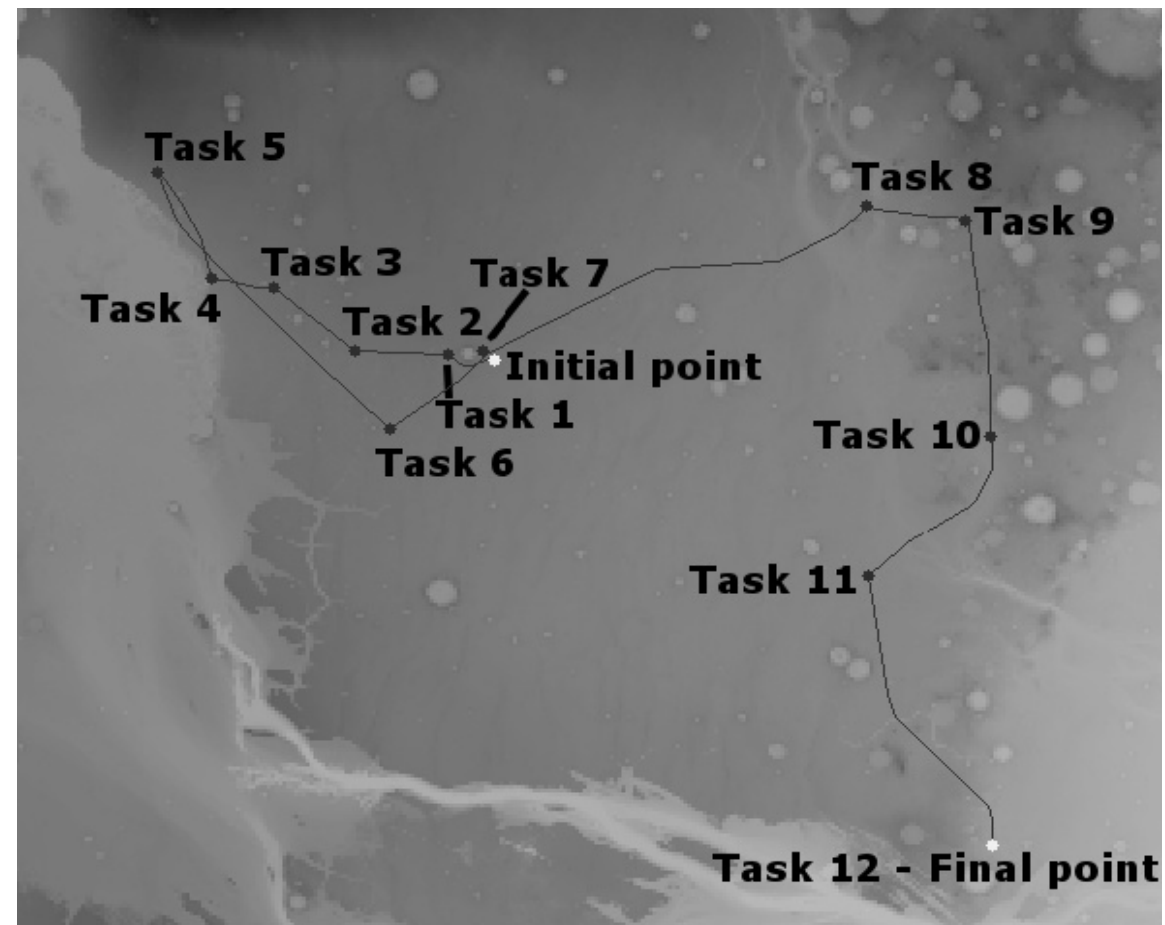 Task 5
Task 8
Task 9
Task 3
Task 7
Task 4
Task 2
Initial point
Task 1
Task 10
Task 6
Task 11
Task 12 - Final point